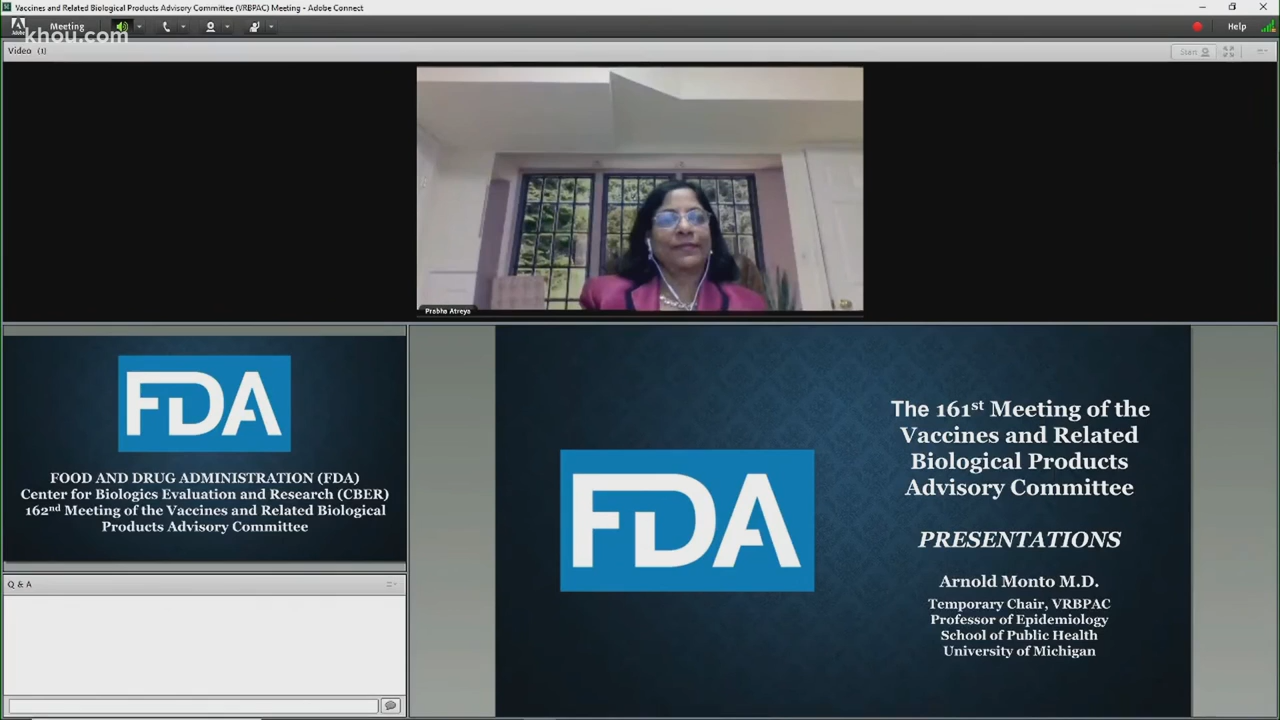 Vaccines and Related Biological Products Advisory Committee (VRBPAC) Meeting - Adobe Connect
Meeting
Help
khou.com
Video (1)
Start
Prabha Atreya
FDA
FOOD AND DRUG ADMINISTRATION (FDA)
Center for Biologics Evaluation and Research (CBER)
162nd Meeting of the Vaccines and Related Biological
Products Advisory Committee
Q & A
FDA
The 161st Meeting of the
Vaccines and Related
Biological Products
Advisory Committee
PRESENTATIONS
Arnold Monto M.D.
Temporary Chair, VRBPAC
Professor of Epidemiology
School of Public Health
University of Michigan